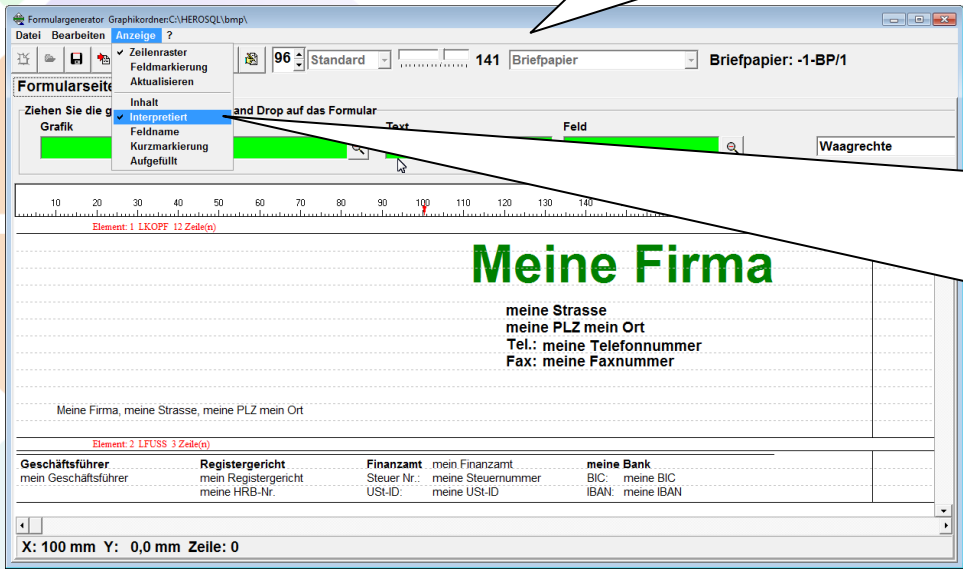 Formulargenerator Graphikordner:C:\HEROSQL\bmp\
Datei Bearbeiten Anzeige ?
96 Standard 141 Briefpapier Briefpapier: -1-BP/1
Zeilenraster
Feldmarkierung
Aktualisieren
Inhalt
Interpretiert
Feldname
Kurzmarkierung
Aufgefüllt
Formularseite
Ziehen Sie die g and Drop auf das Formular
Grafik Text Feld
Waagrechte
10 20 30 40 50 60 70 80 90 100 110 120 130 140
Element: 1 LKOPF 12 Zeile(n)
Meine Firma
meine Strasse
meine PLZ mein Ort
Tel.: meine Telefonnummer
Fax: meine Faxnummer
Meine Firma, meine Strasse, meine PLZ mein Ort
Element: 2 LFUSS 3 Zeile(n)
Geschäftsführer Registergericht Finanzamt mein Finanzamt meine Bank
mein Geschäftsführer mein Registergericht Steuer Nr.: meine Steuernummer BIC: meine BIC
meine HRB-Nr. USt-ID: meine USt-ID IBAN: meine IBAN
X: 100 mm Y: 0,0 mm Zeile: 0